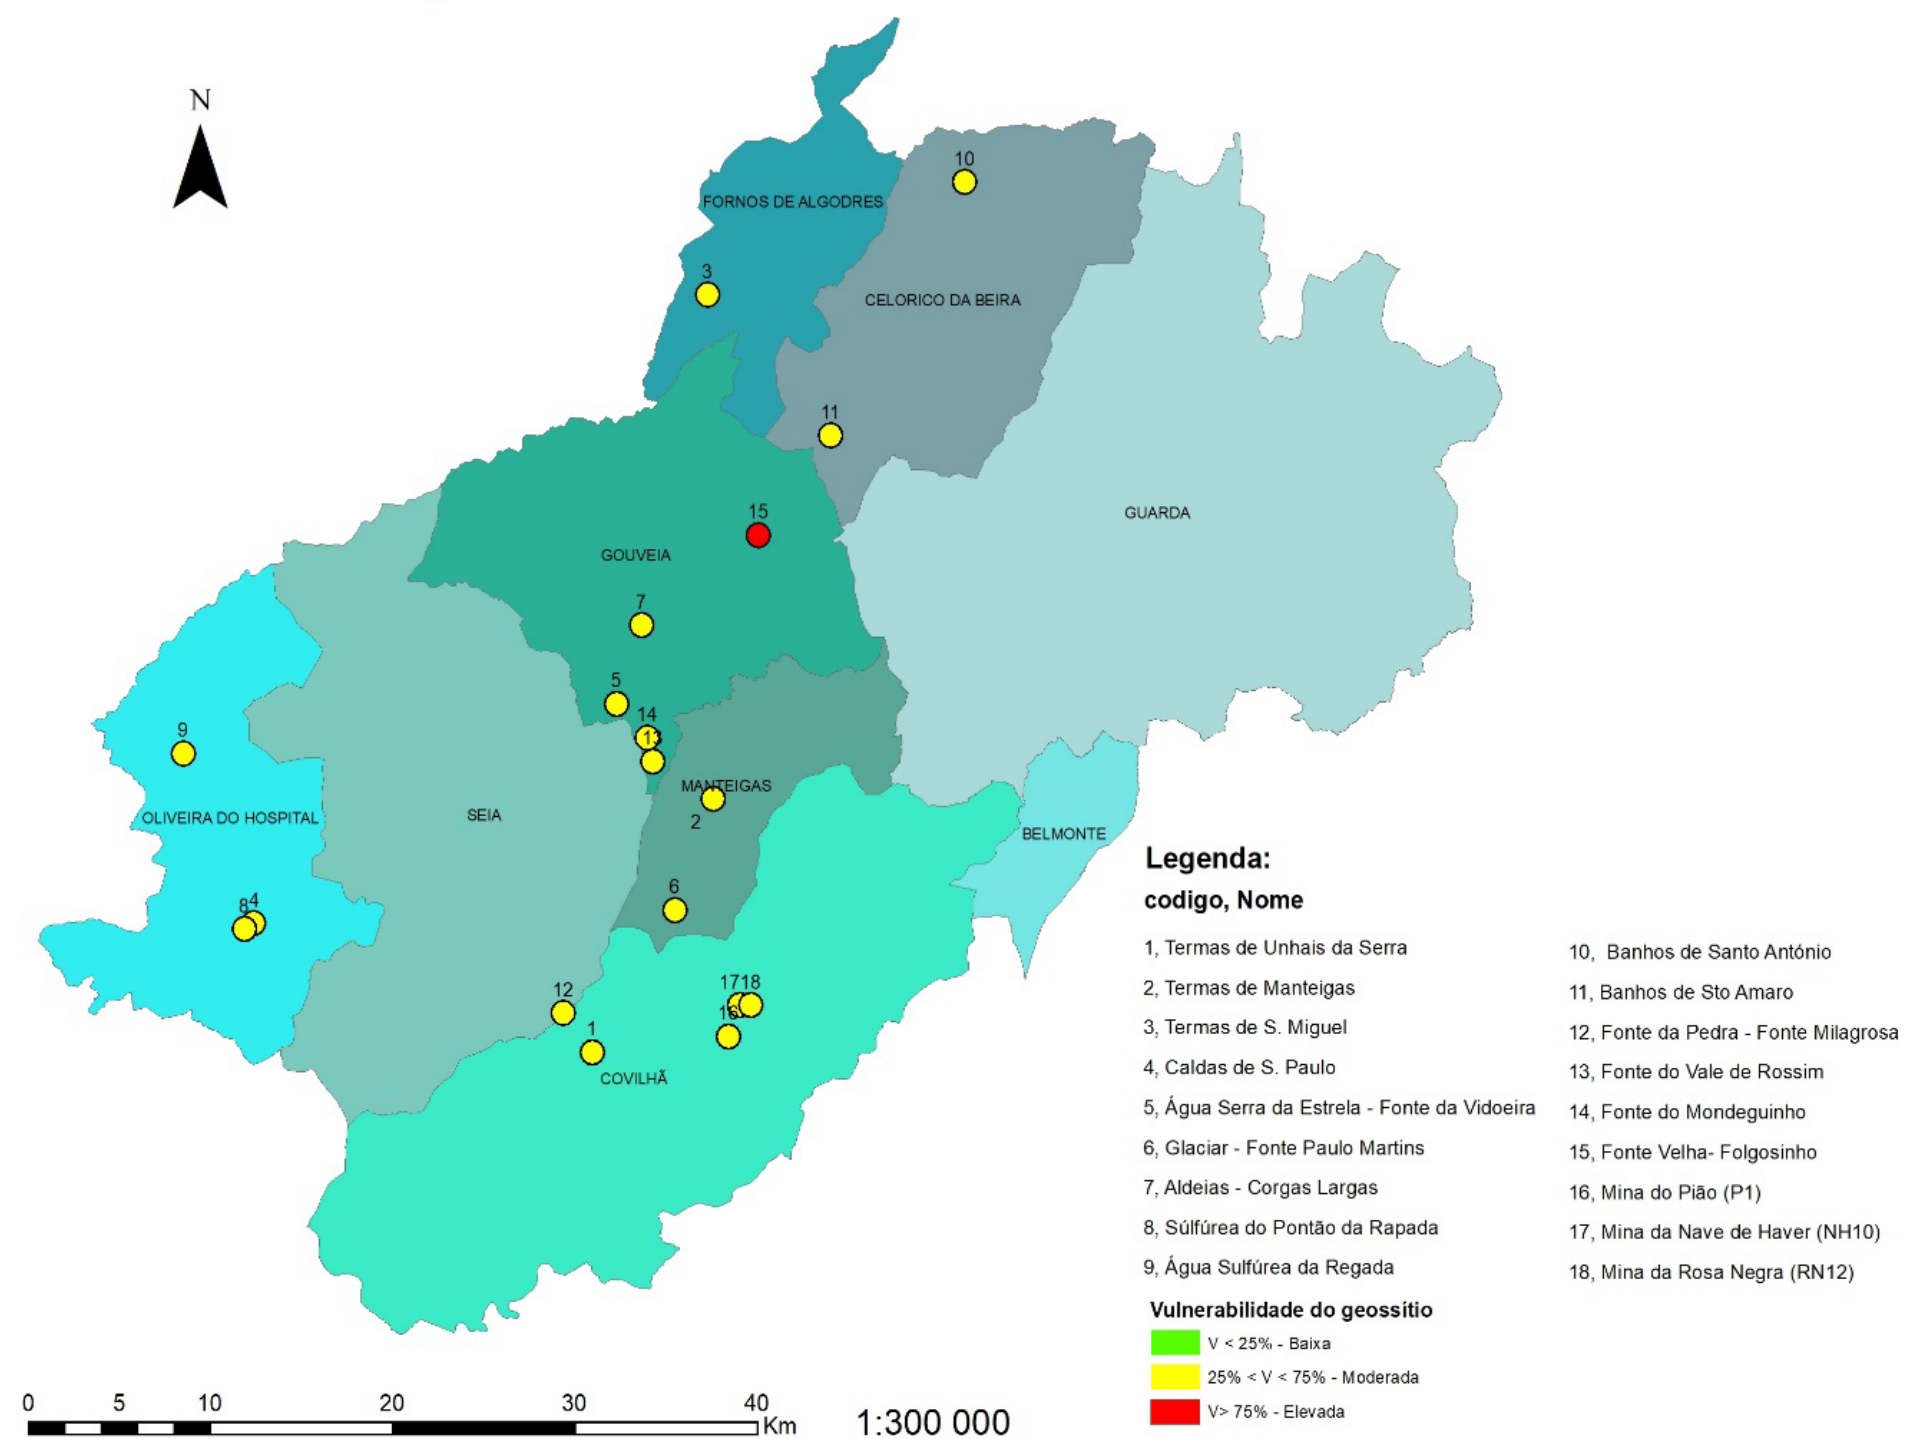 N
10
FORNOS DE ALGODRES
3
CELORICO DA BEIRA
11
15
GUARDA
GOUVEIA
7
5
14
13
9
MANTEIGAS
2
OLIVEIRA DO HOSPITAL
SEIA
BELMONTE
6
8
4
12
17
18
16
1
COVILHÃ
Legenda:
codigo, Nome
1, Termas de Unhais da Serra
2, Termas de Manteigas
3, Termas de S. Miguel
4, Caldas de S. Paulo
5, Água Serra da Estrela - Fonte da Vidoeira
6, Glaciar - Fonte Paulo Martins
7, Aldeias - Corgas Largas
8, Súlfúrea do Pontão da Rapada
9, Água Sulfúrea da Regada
10, Banhos de Santo António
11, Banhos de Sto Amaro
12, Fonte da Pedra - Fonte Milagrosa
13, Fonte do Vale de Rossim
14, Fonte do Mondeguinho
15, Fonte Velha- Folgosinho
16, Mina do Pião (P1)
17, Mina da Nave de Haver (NH10)
18, Mina da Rosa Negra (RN12)
Vulnerabilidade do geossítio
V < 25% - Baixa
25% < V < 75% - Moderada
V> 75% - Elevada
0 5 10 20 30 40
Km
1:300 000